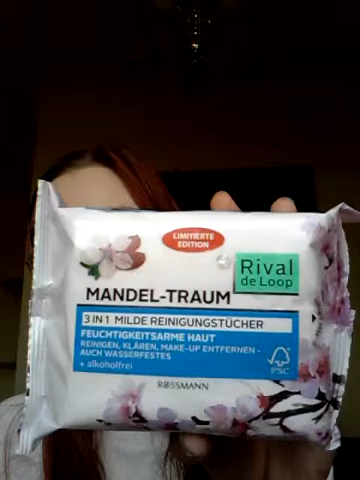 LIMITIERTE
EDITION
Rival
de Loop
MANDEL-TRAUM
3 IN 1 MILDE REINIGUNGSTÜCHER
FEUCHTIGKEITSARME HAUT
REINIGEN, KLÄREN, MAKE-UP ENTFERNEN -
AUCH WASSERFESTES
+ alkoholfrei
FSC
ROSSMANN